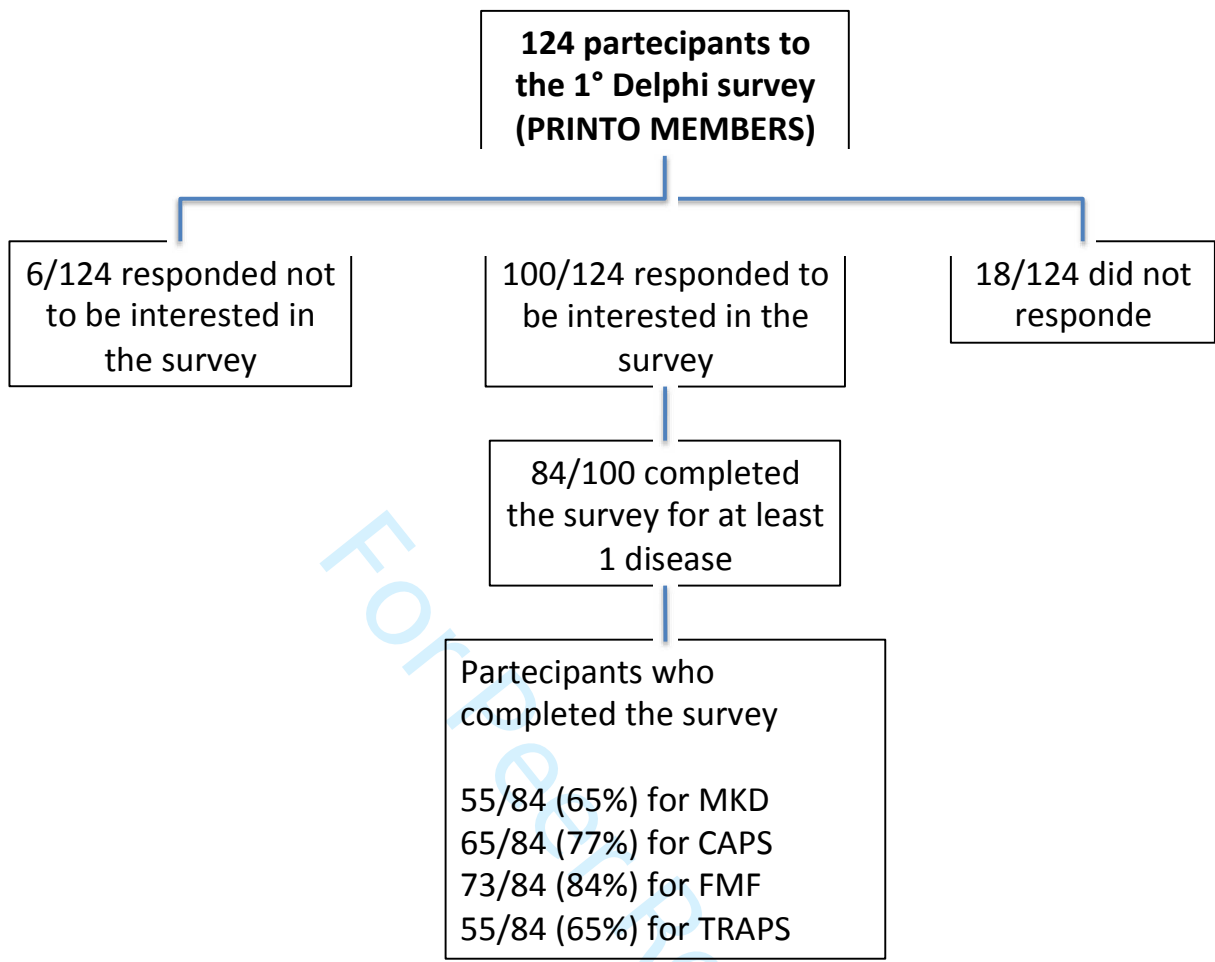 124 partecipants to
the 1° Delphi survey
(PRINTO MEMBERS)
6/124 responded not
to be interested in
the survey
100/124 responded to
be interested in the
survey
18/124 did not
responde
84/100 completed
the survey for at least
1 disease
Partecipants who
completed the survey
55/84 (65%) for MKD
65/84 (77%) for CAPS
73/84 (84%) for FMF
55/84 (65%) for TRAPS
For Peer Re